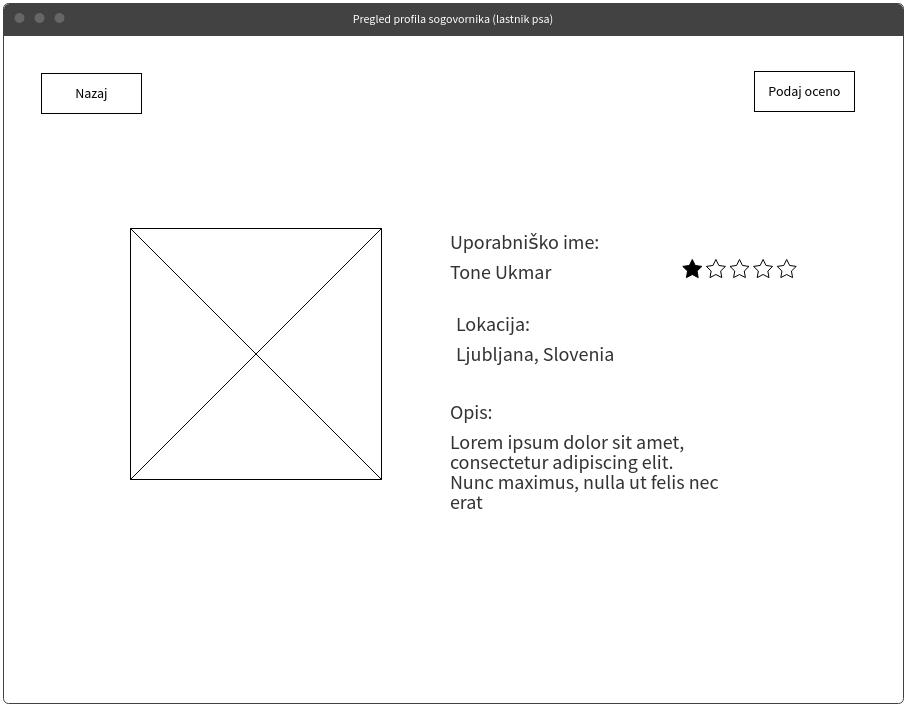 Pregled profila sogovornika (lastnik psa)
Nazaj
Podaj oceno
Uporabniško ime:
Tone Ukmar
Lokacija:
Ljubljana, Slovenia
Opis:
Lorem ipsum dolor sit amet,
consectetur adipiscing elit.
Nunc maximus, nulla ut felis nec
erat